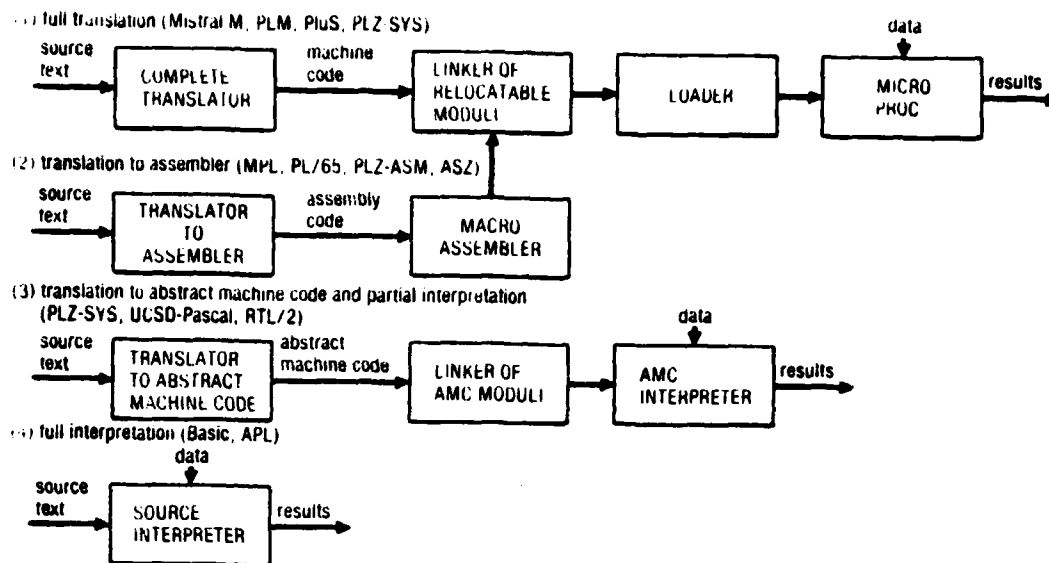 (1) full translation (Mistral M, PLM, PluS, PLZ-SYS)
source text
COMPLETE TRANSLATOR
machine code
LINKER OF RELOCATABLE MODULI
LOADER
data
MICRO PROC
results
(2) translation to assembler (MPL, PL/65, PLZ-ASM, ASZ)
source text
TRANSLATOR TO ASSEMBLER
assembly code
MACRO ASSEMBLER
(3) translation to abstract machine code and partial interpretation
(PLZ-SYS, UCSD-Pascal, RTL/2)
source text
TRANSLATOR TO ABSTRACT MACHINE CODE
abstract machine code
LINKER OF AMC MODULI
data
AMC INTERPRETER
results
(4) full interpretation (Basic, APL)
data
source text
SOURCE INTERPRETER
results